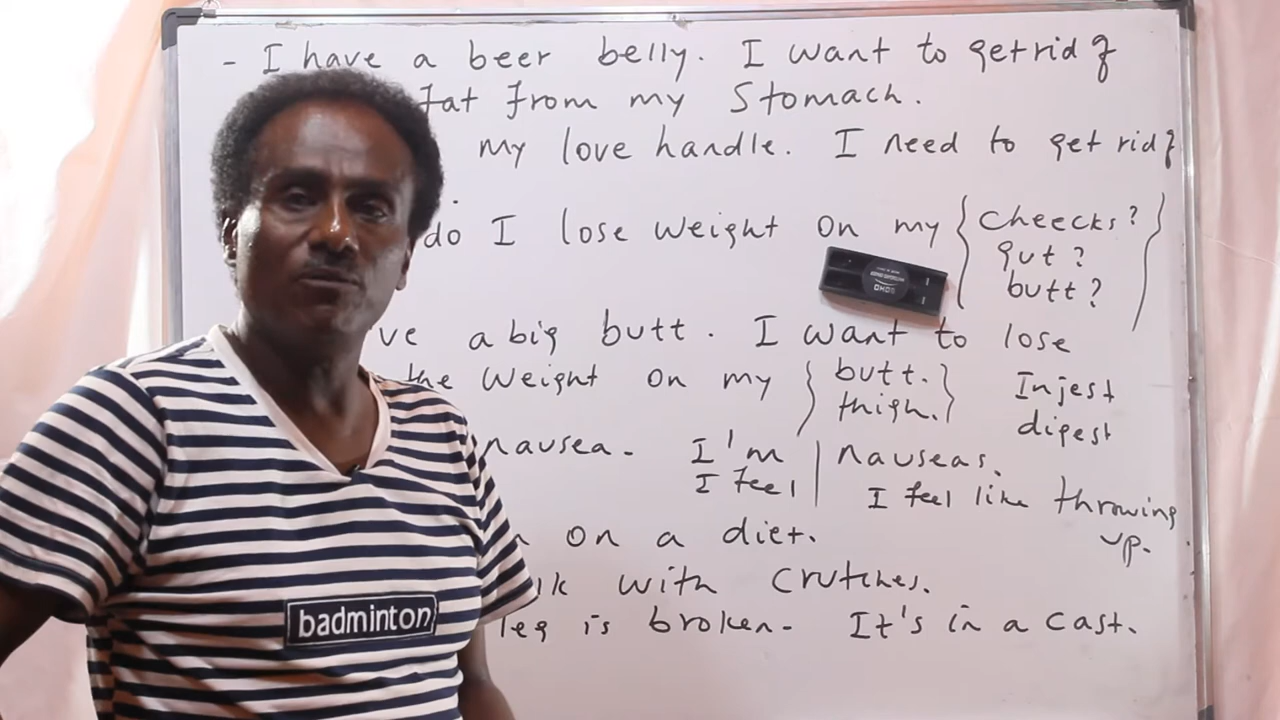 - I have a beer belly. I want to get rid of
fat from my stomach.
my love handle. I need to get rid of
do I lose weight on my { Cheecks? }
gut?
butt?
ve a big butt. I want to lose
the weight on my { butt. }
thigh.
Injest
digest
nausea. I'm | nauseas.
I feel | I feel like throwing
up.
on a diet.
lk with crutches.
leg is broken. It's in a cast.
badminton